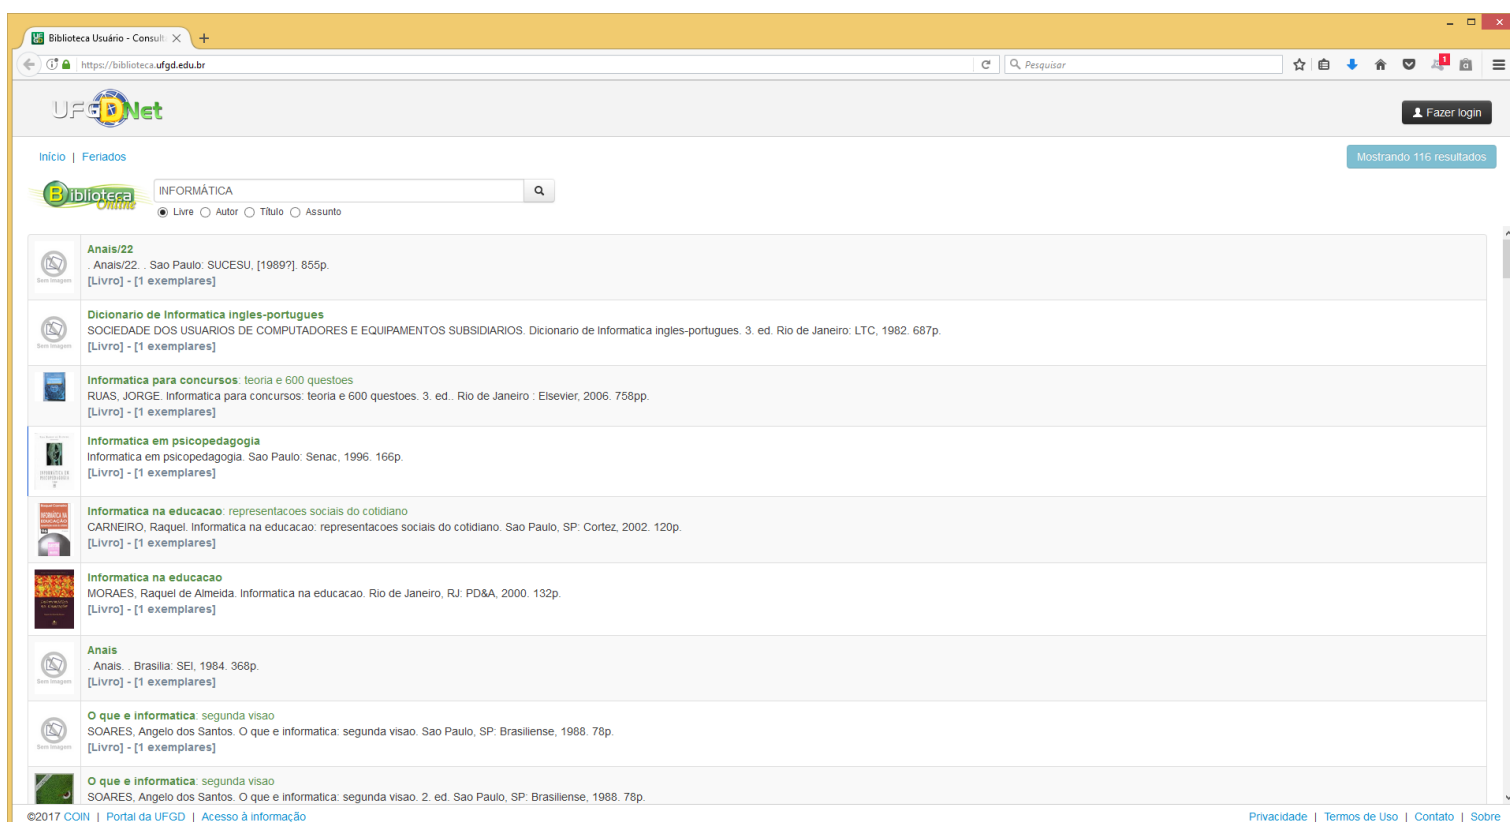 Biblioteca Usuário - Consult
https://biblioteca.ufgd.edu.br
Pesquisar
1
UFGDNet
Fazer login
Início | Feriados
Mostrando 116 resultados
Biblioteca Online
INFORMÁTICA
Livre Autor Título Assunto
Anais/22
. Anais/22. . Sao Paulo: SUCESU, [1989?]. 855p.
Sem Imagem
[Livro] - [1 exemplares]
Dicionario de Informatica ingles-portugues
SOCIEDADE DOS USUARIOS DE COMPUTADORES E EQUIPAMENTOS SUBSIDIARIOS. Dicionario de Informatica ingles-portugues. 3. ed. Rio de Janeiro: LTC, 1982. 687p.
Sem Imagem
[Livro] - [1 exemplares]
Informatica para concursos: teoria e 600 questoes
RUAS, JORGE. Informatica para concursos: teoria e 600 questoes. 3. ed.. Rio de Janeiro : Elsevier, 2006. 758pp.
[Livro] - [1 exemplares]
Informatica em psicopedagogia
Informatica em psicopedagogia. Sao Paulo: Senac, 1996. 166p.
[Livro] - [1 exemplares]
Informatica na educacao: representacoes sociais do cotidiano
CARNEIRO, Raquel. Informatica na educacao: representacoes sociais do cotidiano. Sao Paulo, SP: Cortez, 2002. 120p.
[Livro] - [1 exemplares]
Informatica na educacao
MORAES, Raquel de Almeida. Informatica na educacao. Rio de Janeiro, RJ: PD&A, 2000. 132p.
[Livro] - [1 exemplares]
Anais
. Anais. . Brasilia: SEI, 1984. 368p.
Sem Imagem
[Livro] - [1 exemplares]
O que e informatica: segunda visao
SOARES, Angelo dos Santos. O que e informatica: segunda visao. Sao Paulo, SP: Brasiliense, 1988. 78p.
Sem Imagem
[Livro] - [1 exemplares]
O que e informatica: segunda visao
SOARES, Angelo dos Santos. O que e informatica: segunda visao. 2. ed. Sao Paulo, SP: Brasiliense, 1988. 78p.
©2017 COIN | Portal da UFGD | Acesso à informação
Privacidade | Termos de Uso | Contato | Sobre